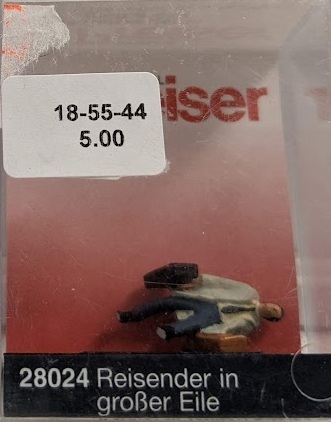 18-55-44
5.00
eiser
28024 Reisender in
großer Eile